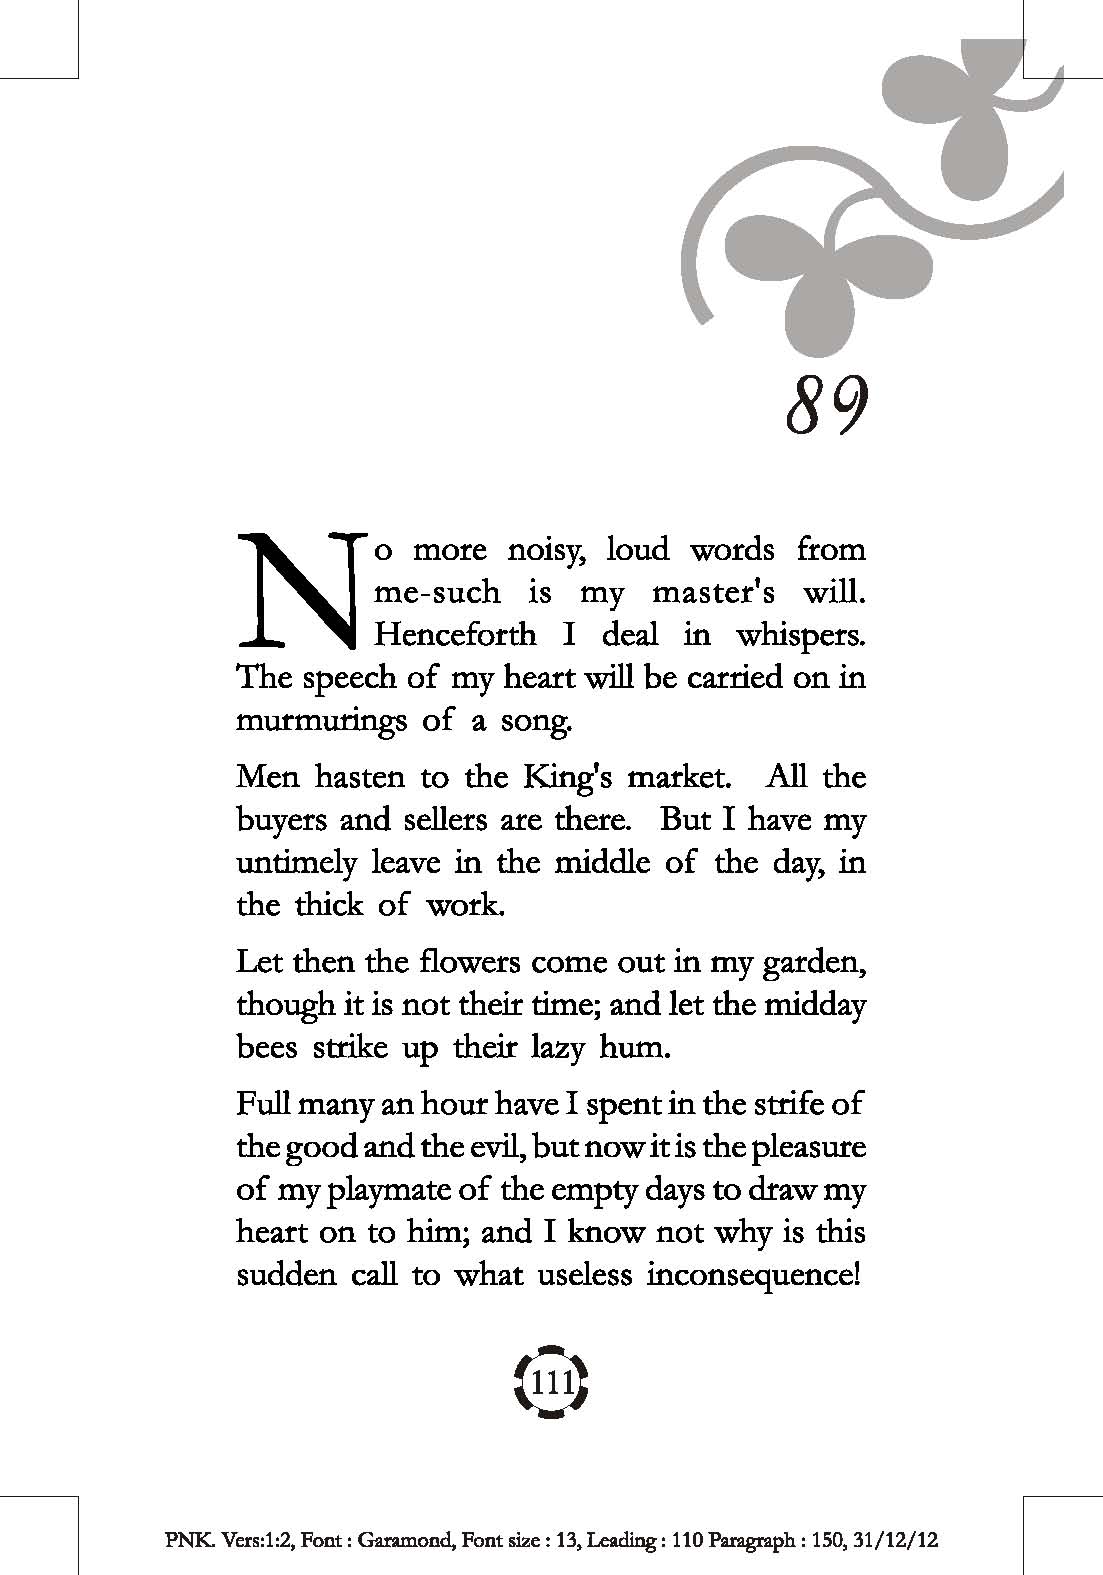 89
No more noisy, loud words from
me-such is my master's will.
Henceforth I deal in whispers.
The speech of my heart will be carried on in
murmurings of a song.
Men hasten to the King's market. All the
buyers and sellers are there. But I have my
untimely leave in the middle of the day, in
the thick of work.
Let then the flowers come out in my garden,
though it is not their time; and let the midday
bees strike up their lazy hum.
Full many an hour have I spent in the strife of
the good and the evil, but now it is the pleasure
of my playmate of the empty days to draw my
heart on to him; and I know not why is this
sudden call to what useless inconsequence!
111
PNK. Vers:1:2, Font : Garamond, Font size : 13, Leading : 110 Paragraph : 150, 31/12/12